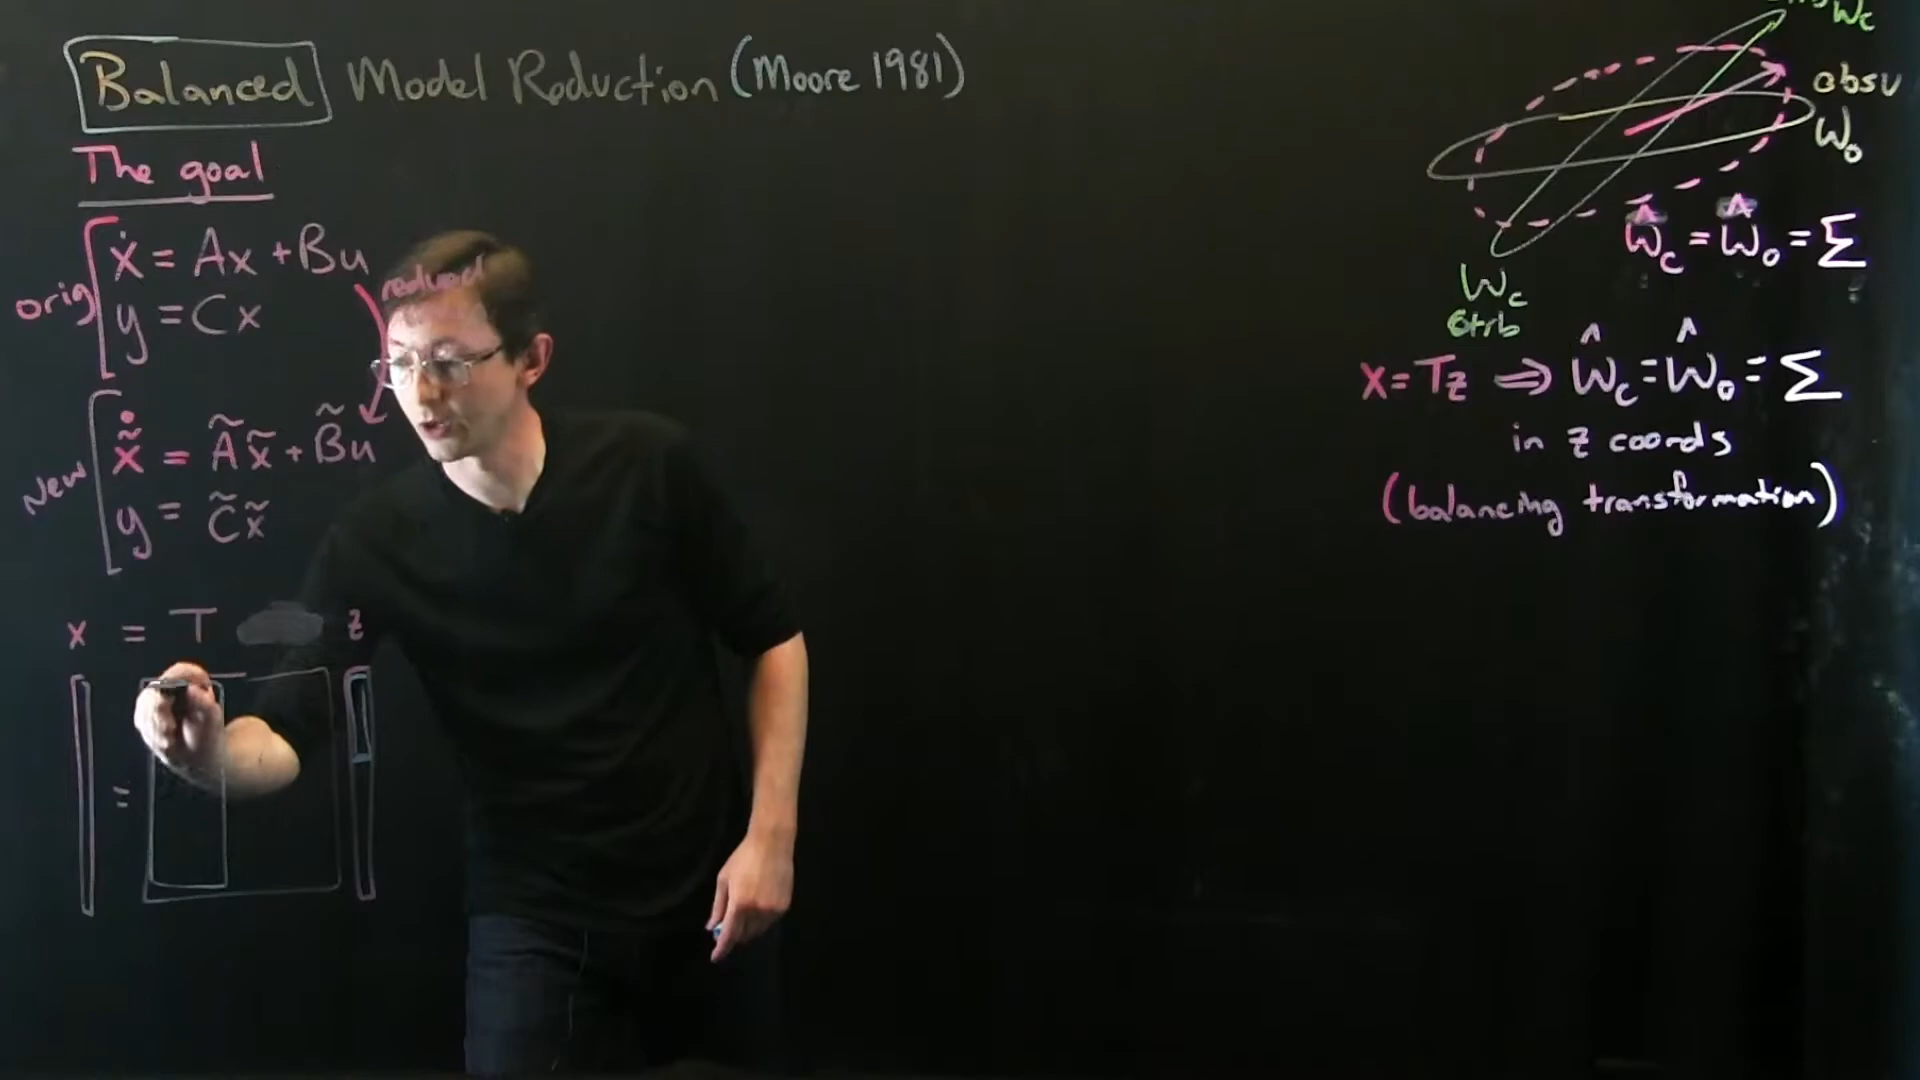 Balanced Model Reduction (Moore 1981)
The goal
orig
ẋ = Ax + Bu
y = Cx
reduced
New
x̃̇ = Ãx̃ + B̃u
y = C̃x̃
x = T z
=
Wc
obsv
Wo
Ŵc = Ŵo = Σ
Wc
ctrb
x = Tz ⇒ Ŵc = Ŵo = Σ
in z coords
(balancing transformation)